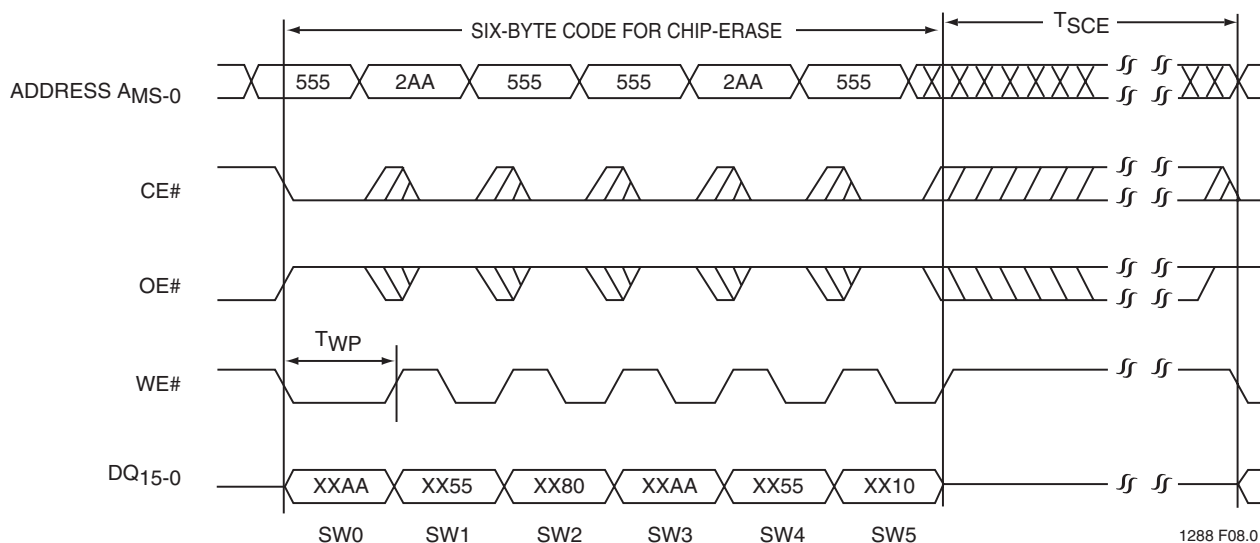 SIX-BYTE CODE FOR CHIP-ERASE
TSCE
ADDRESS AMS-0
555 2AA 555 555 2AA 555
CE#
OE#
TWP
WE#
DQ15-0
XXAA XX55 XX80 XXAA XX55 XX10
SW0 SW1 SW2 SW3 SW4 SW5
1288 F08.0